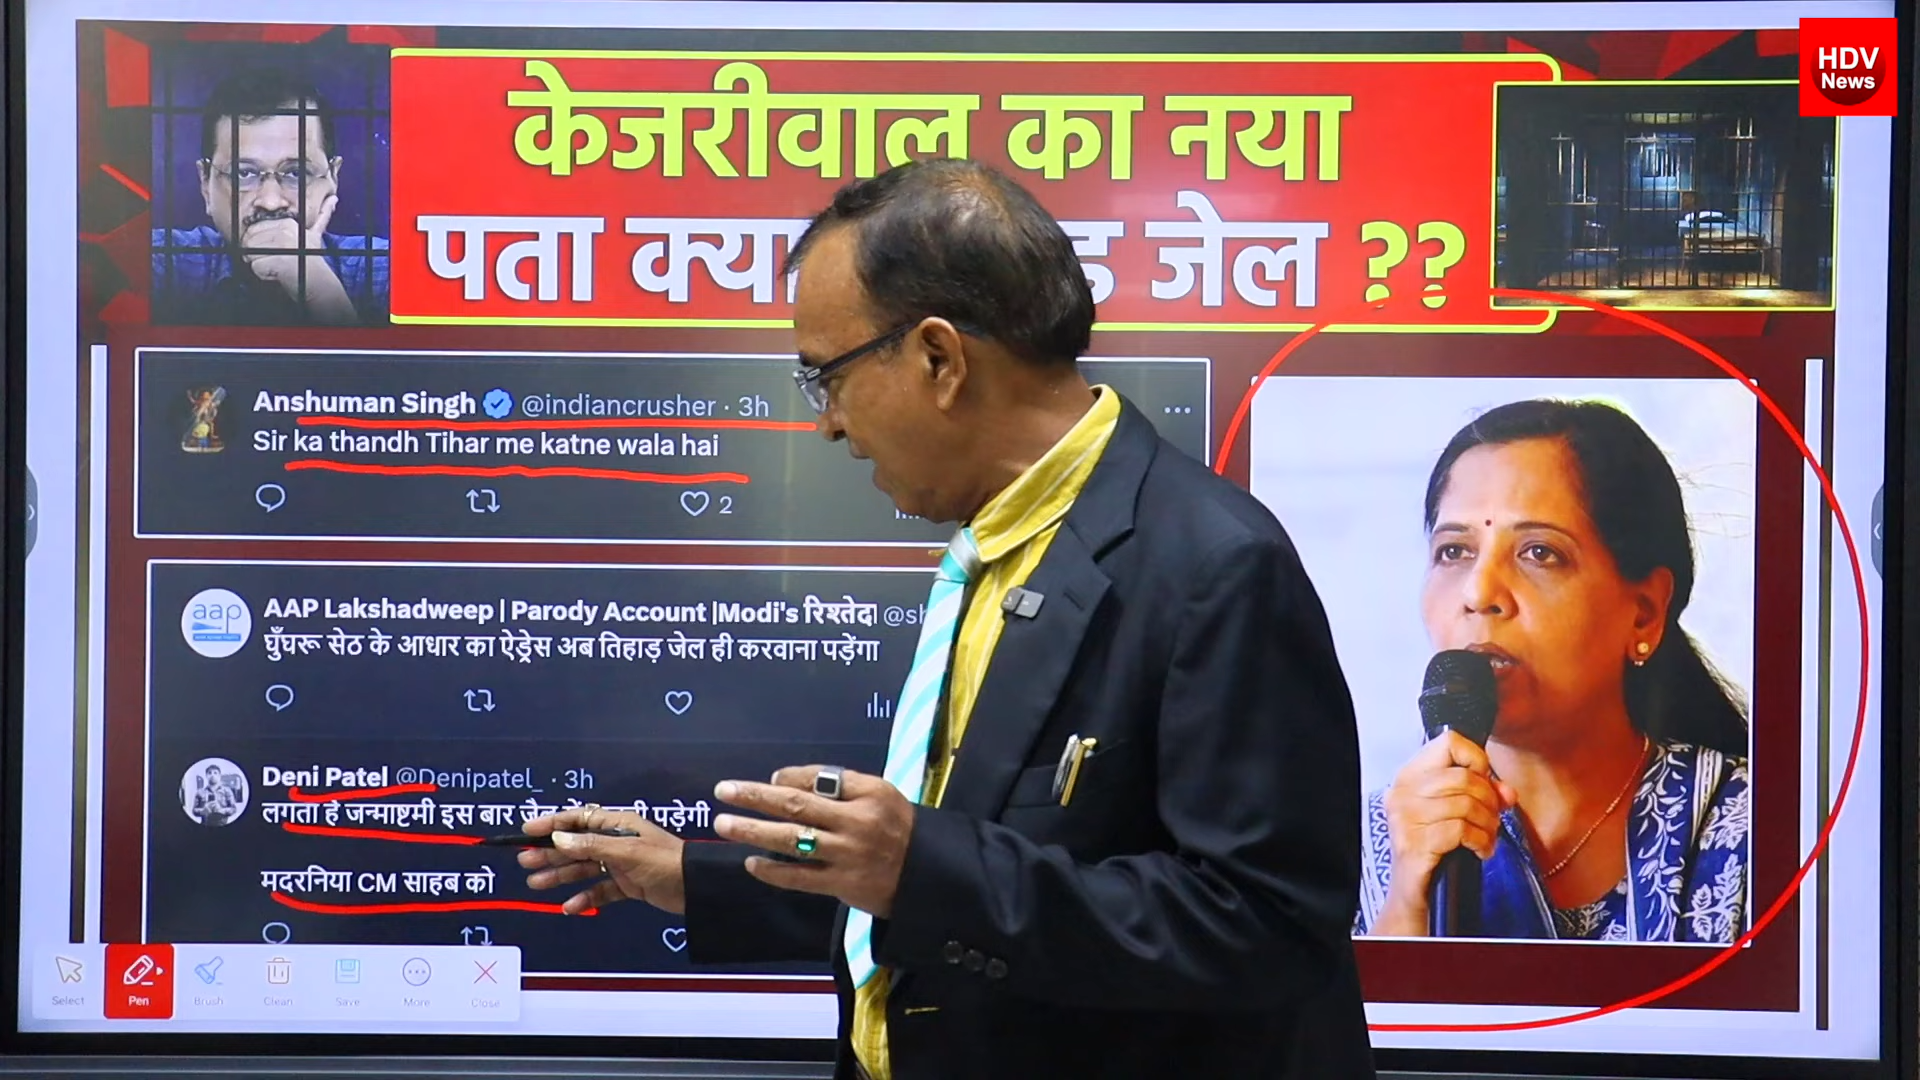 HDV
News
केजरीवाल का नया
पता क्या जेल ??
Anshuman Singh @indiancrusher · 3h
Sir ka thandh Tihar me katne wala hai
2
AAP Lakshadweep | Parody Account |Modi's रिश्तेदा
aap
घुँघरू सेठ के आधार का ऐड्रेस अब तिहाड़ जेल ही करवाना पड़ेंगा
Deni Patel @Denipatel_ · 3h
लगता है जन्माष्टमी इस बार जेल पड़ेगी
मदरनिया CM साहब को
Select Pen Brush Clean Save More Close